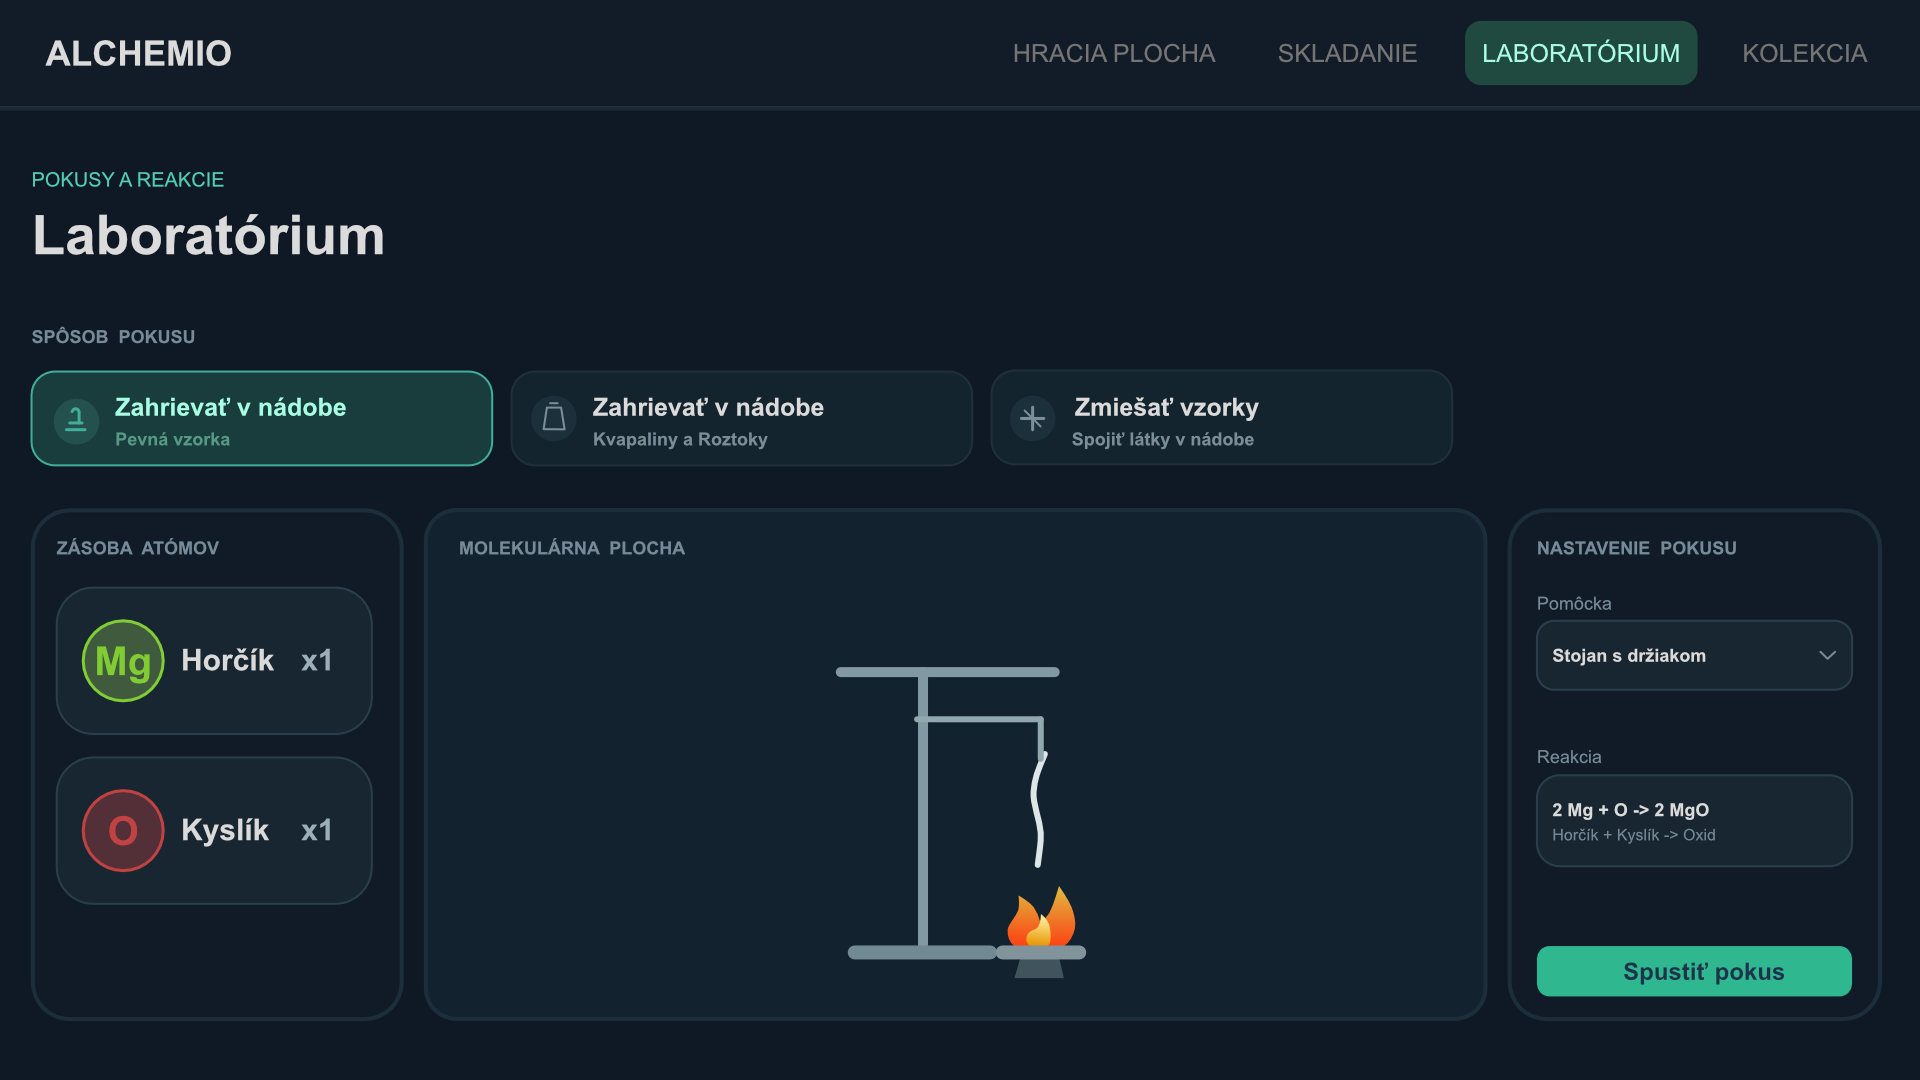 ALCHEMIO
HRACIA PLOCHA
SKLADANIE
LABORATÓRIUM
KOLEKCIA
POKUSY A REAKCIE
Laboratórium
SPÔSOB POKUSU
Zahrievať v nádobe
Pevná vzorka
Zahrievať v nádobe
Kvapaliny a Roztoky
Zmiešať vzorky
Spojiť látky v nádobe
ZÁSOBA ATÓMOV
Mg Horčík x1
O Kyslík x1
MOLEKULÁRNA PLOCHA
NASTAVENIE POKUSU
Pomôcka
Stojan s držiakom
Reakcia
2 Mg + O -> 2 MgO
Horčík + Kyslík -> Oxid
Spustiť pokus